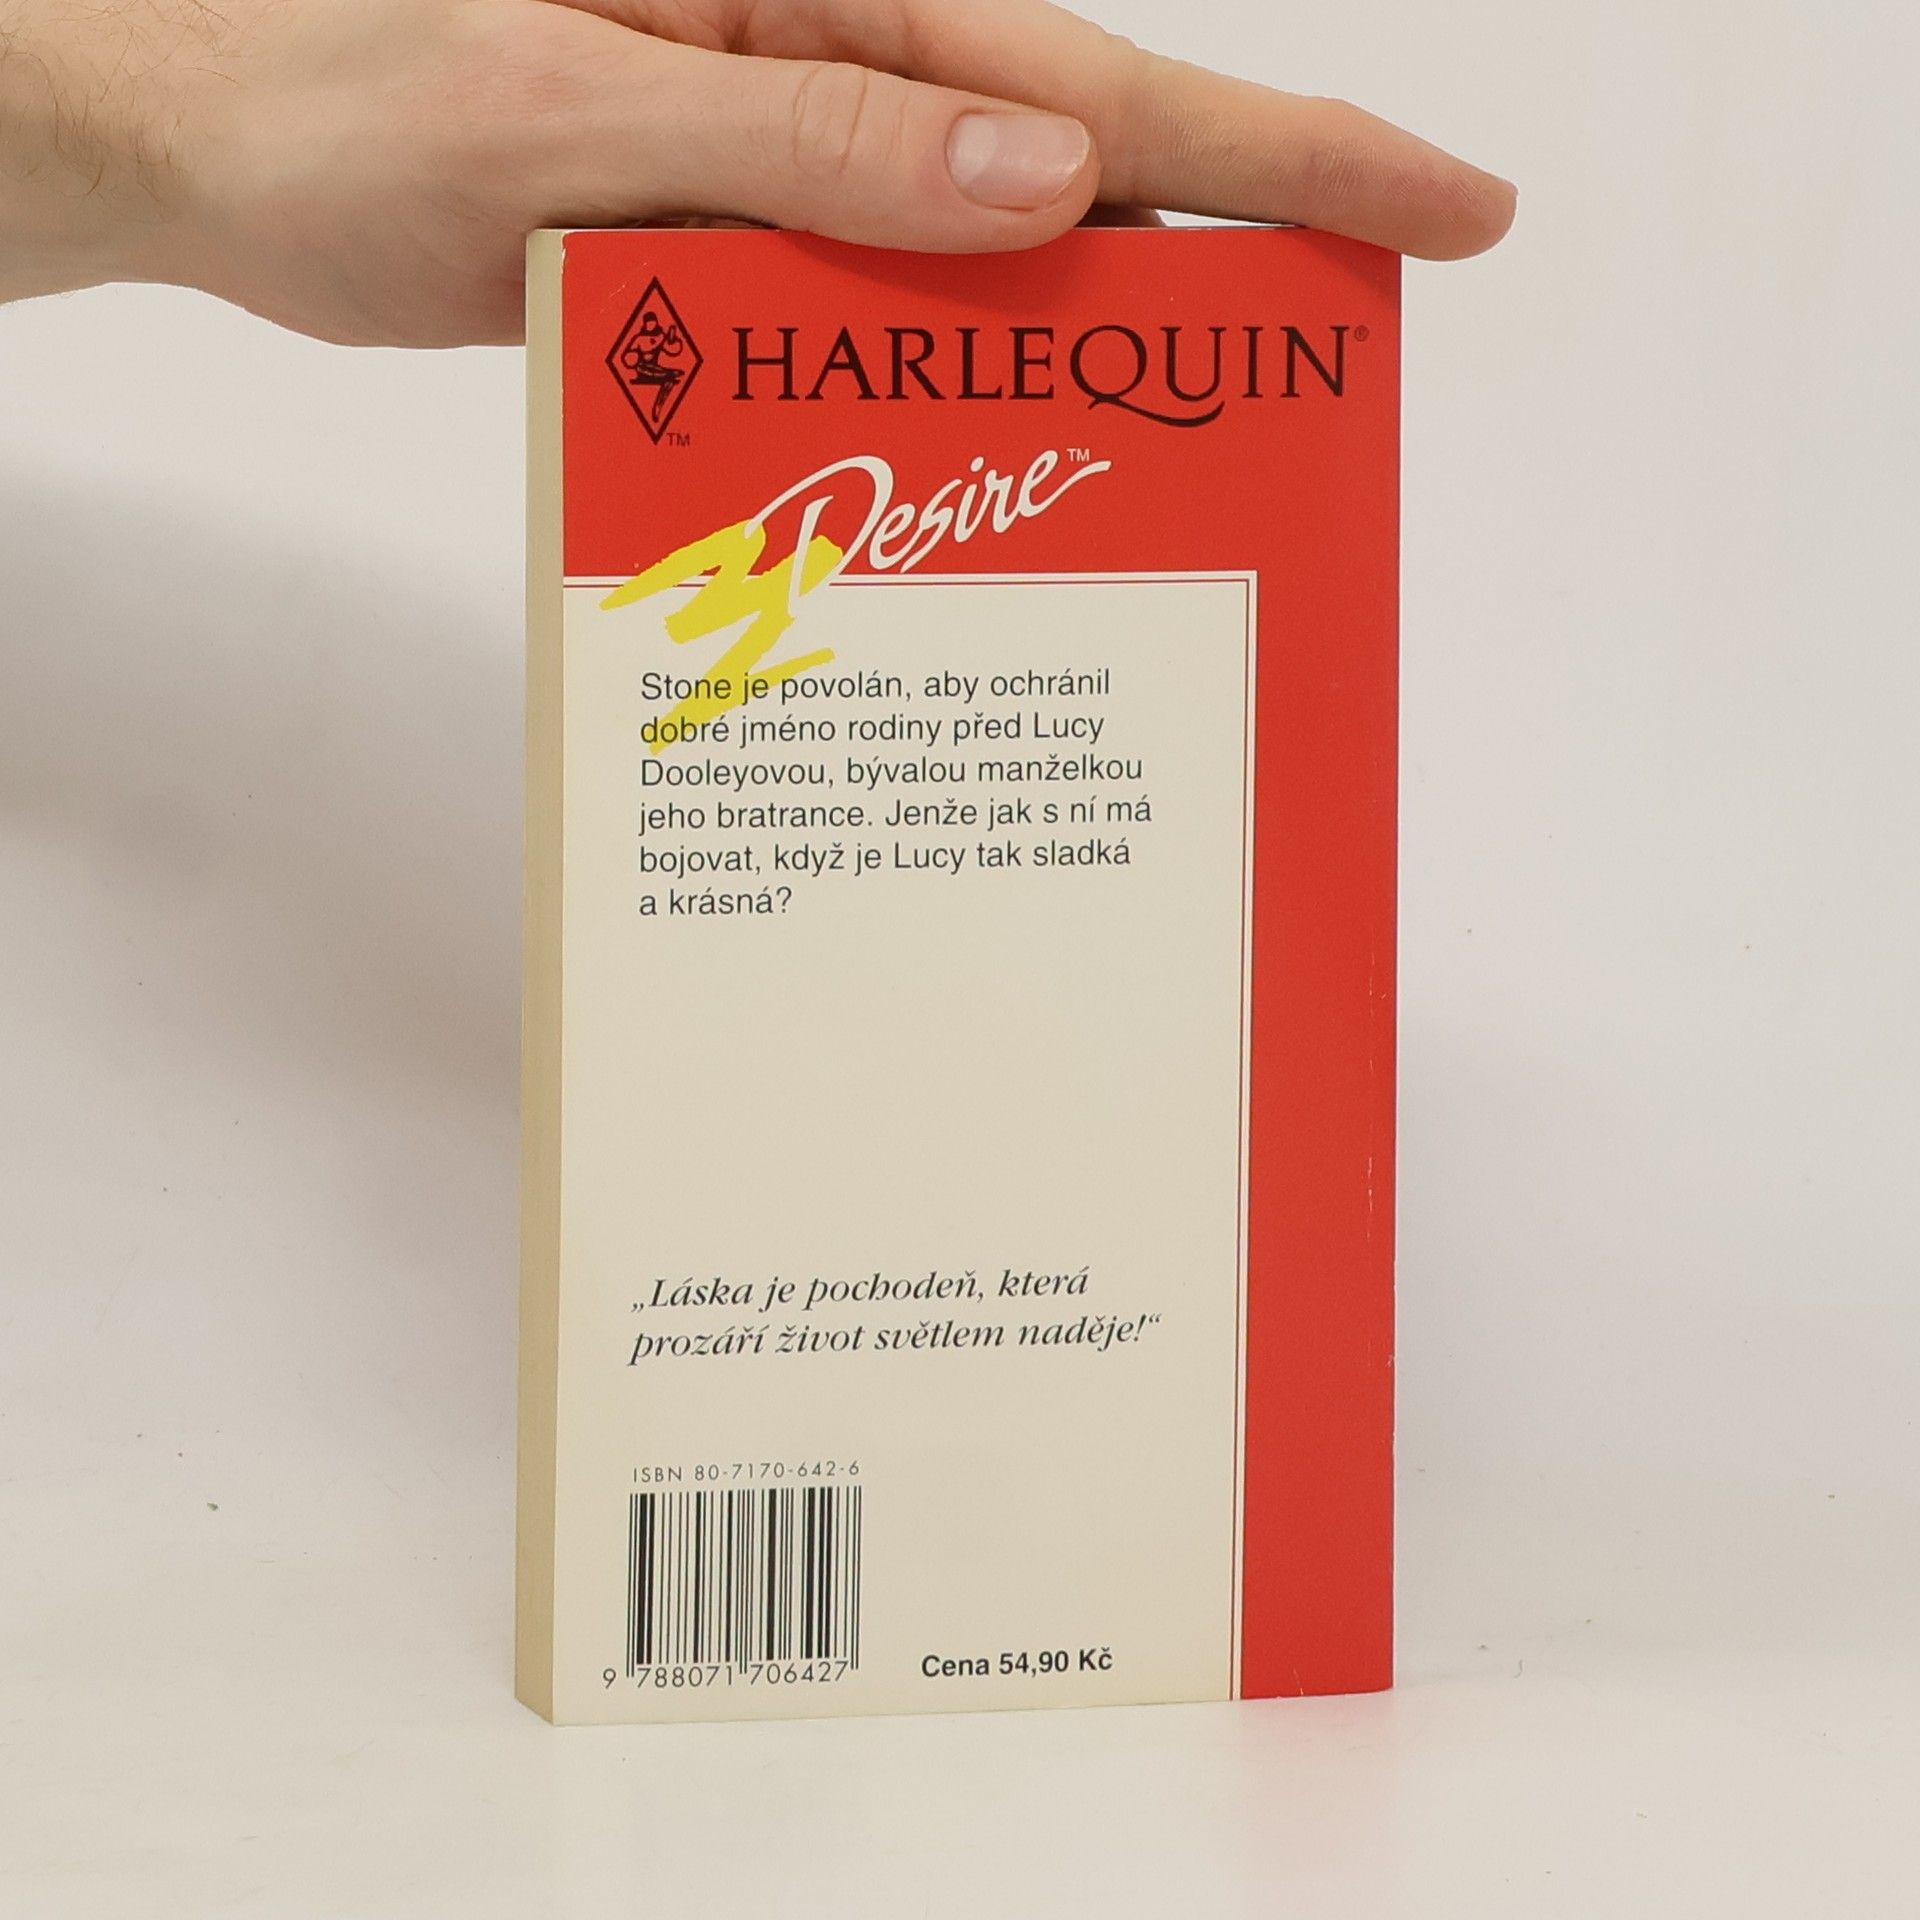 HARLEQUIN®
TM
Desire™
Stone je povolán, aby ochránil
dobré jméno rodiny před Lucy
Dooleyovou, bývalou manželkou
jeho bratrance. Jenže jak s ní má
bojovat, když je Lucy tak sladká
a krásná?
„Láska je pochodeň, která
prozáří život světlem naděje!“
ISBN 80-7170-642-6
9 788071 706427
Cena 54,90 Kč